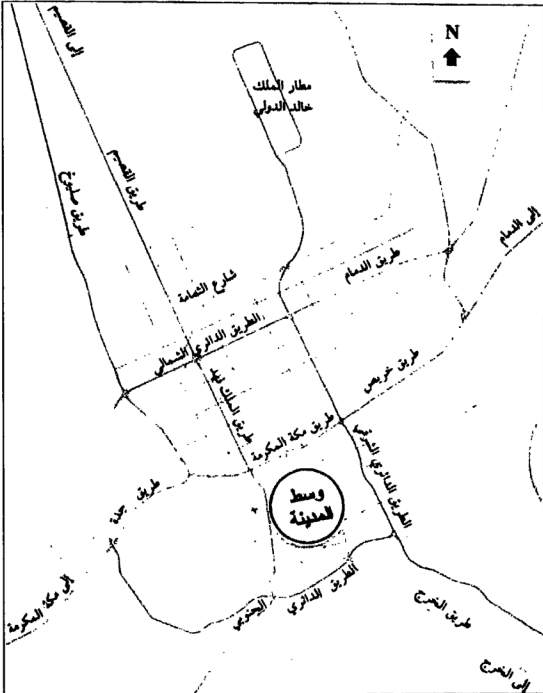 إلى القصيم
N
مطار الملك
خالد الدولي
طريق صلبوخ
طريق القصيم
إلى الدمام
طريق الدمام
شارع الثمامة
الطريق الدائري الشمالي
طريق الملك فهد
طريق خريص
طريق مكة المكرمة
الطريق الدائري الشرقي
وسط
المدينة
طريق جدة
إلى مكة المكرمة
الطريق الدائري الجنوبي
طريق الخرج
إلى الخرج